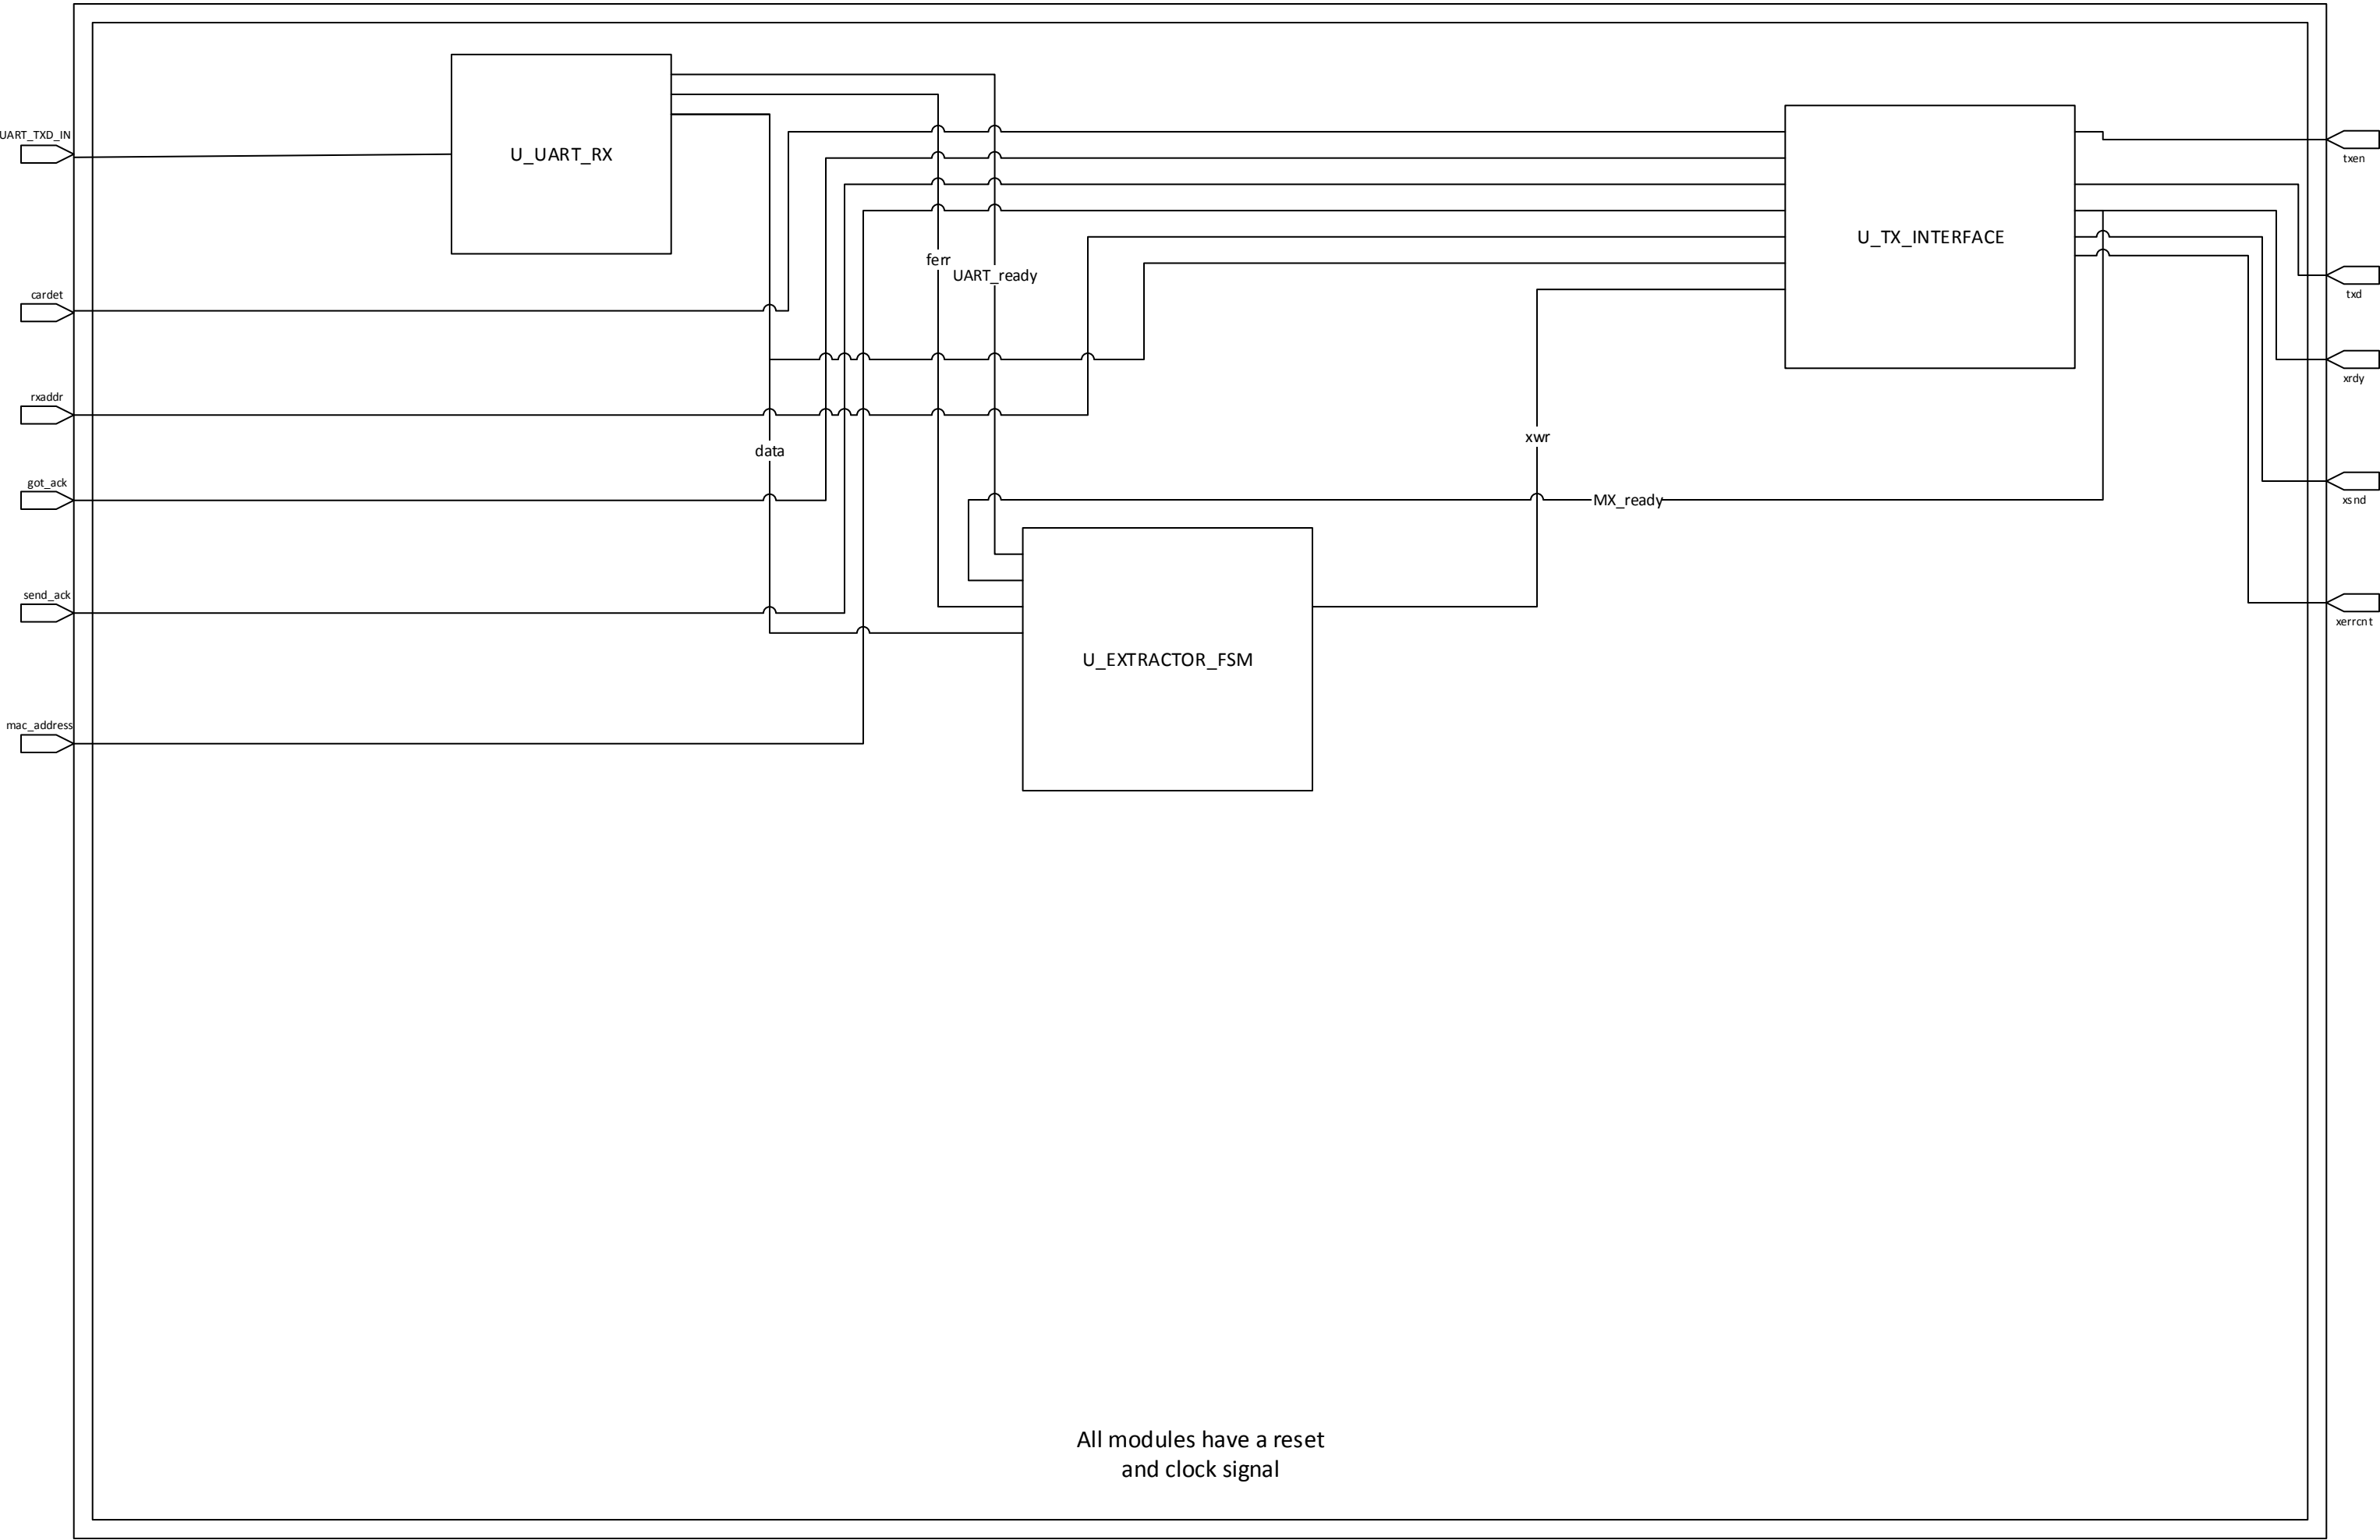 UART_TXD_IN
U_UART_RX
txen
U_TX_INTERFACE
ferr
UART_ready
cardet
txd
xrdy
rxaddr
xwr
data
got_ack
MX_ready
xsnd
send_ack
xerrcnt
U_EXTRACTOR_FSM
mac_address
All modules have a reset
and clock signal